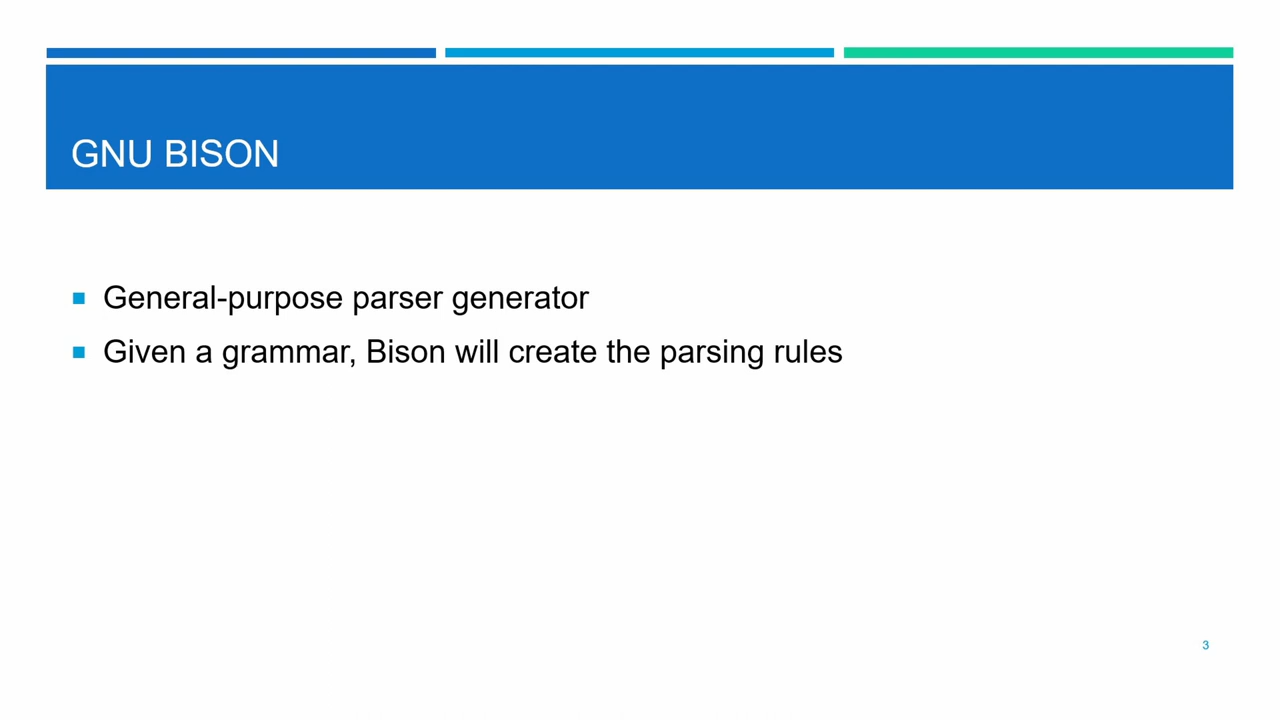 GNU BISON
General-purpose parser generator
Given a grammar, Bison will create the parsing rules
3